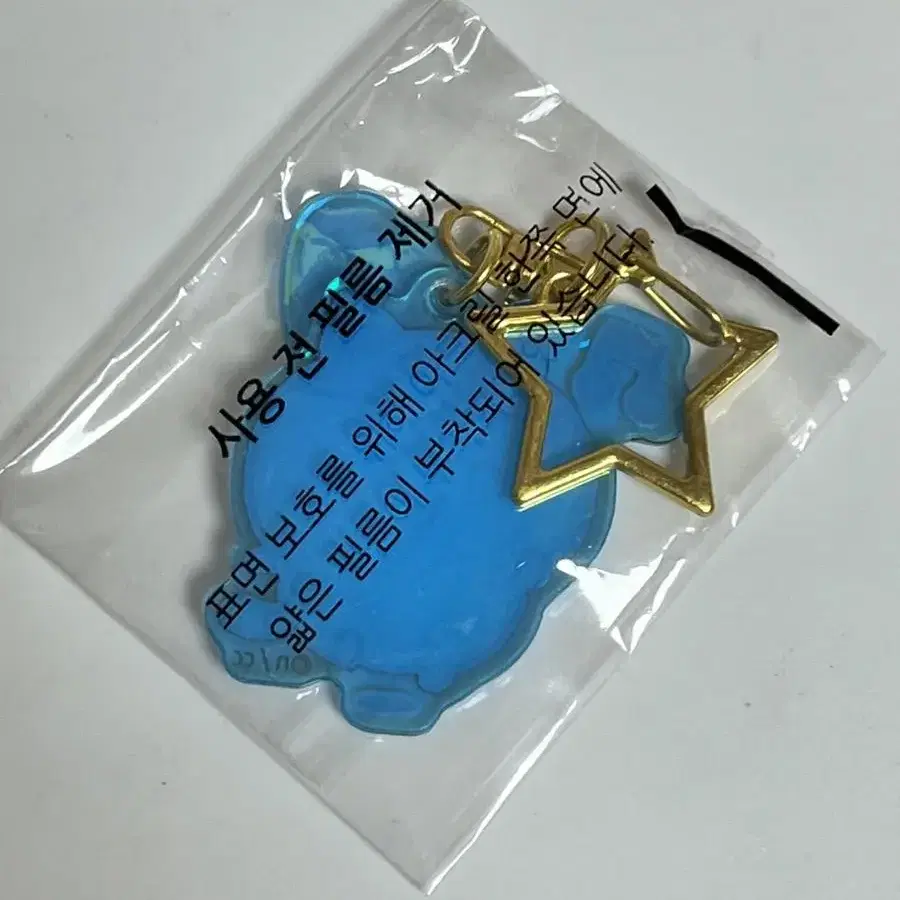 사용 전 필름 제거
표면 보호를 위해 아크릴 한쪽 면에
얇은 필름이 부착되어 있습니다.